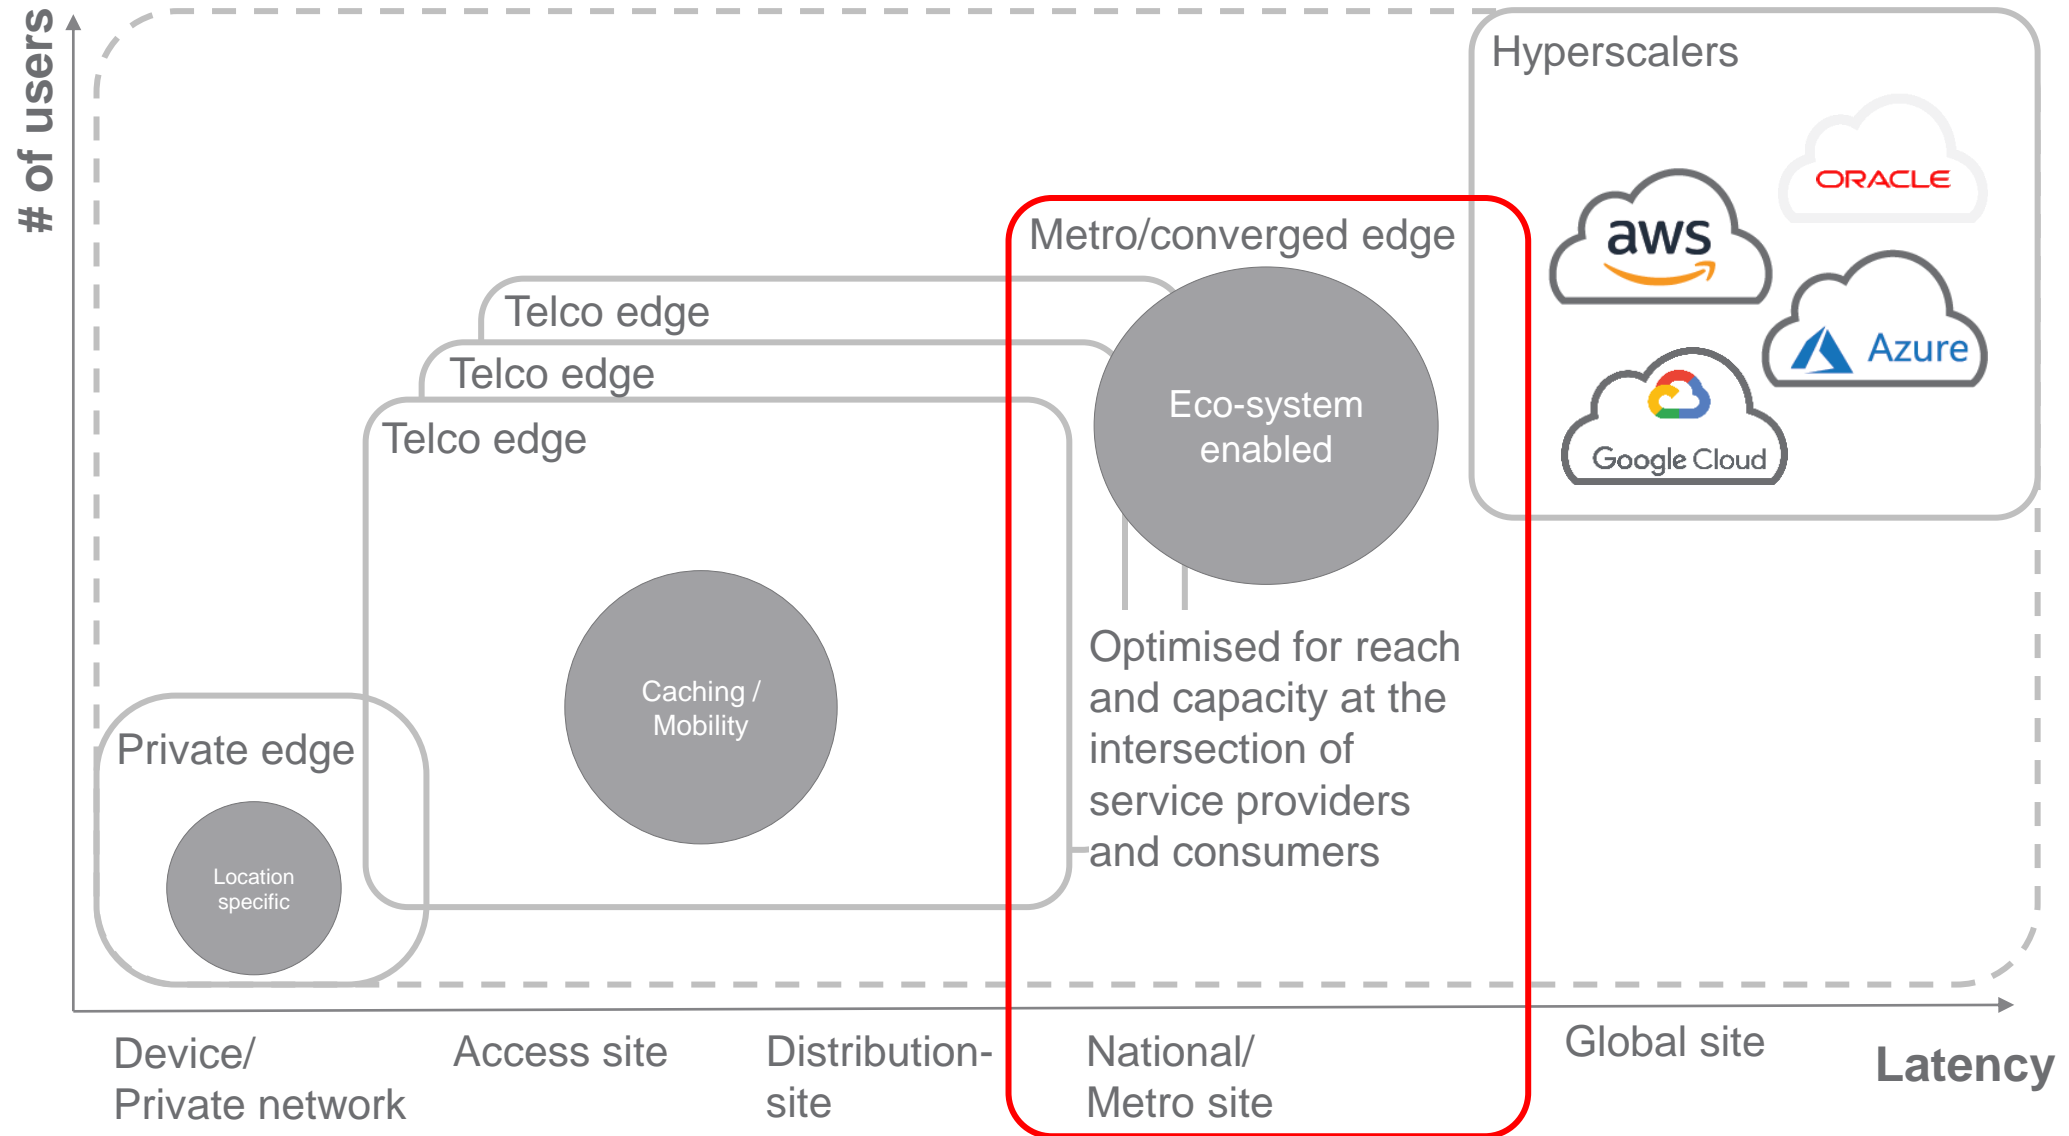 # of users
Hyperscalers
ORACLE
aws
Azure
Google Cloud
Metro/converged edge
Eco-system
enabled
Telco edge
Telco edge
Telco edge
Caching /
Mobility
Optimised for reach
and capacity at the
intersection of
service providers
and consumers
Private edge
Location
specific
Device/
Private network
Access site
Distribution-
site
National/
Metro site
Global site
Latency